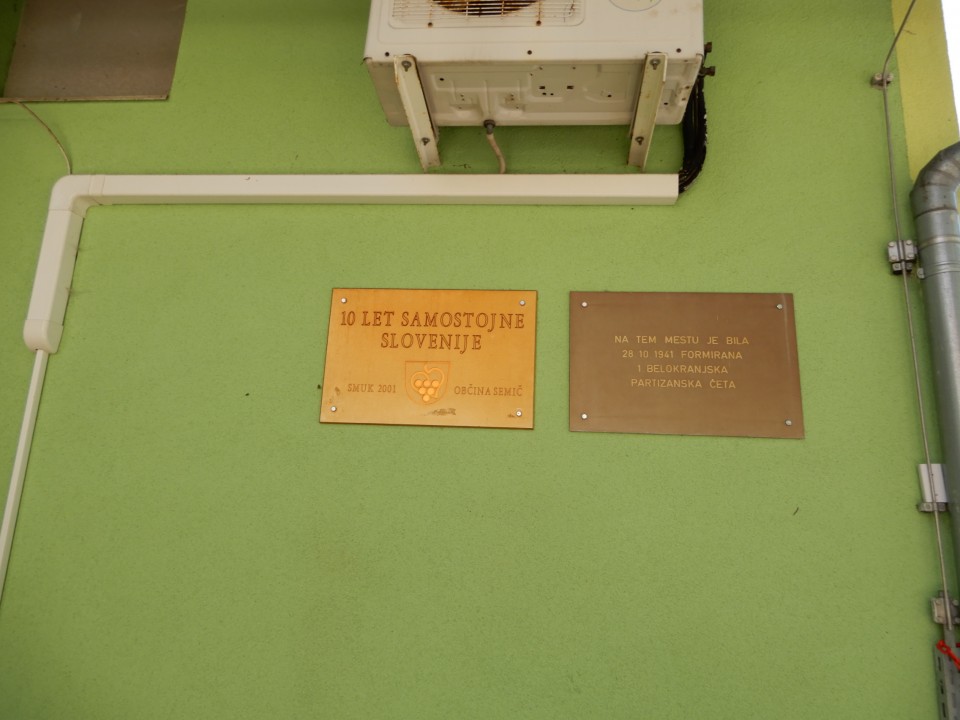 10 LET SAMOSTOJNE
SLOVENIJE
SMUK 2001 OBČINA SEMIČ
NA TEM MESTU JE BILA
28 10 1941 FORMIRANA
1 BELOKRANJSKA
PARTIZANSKA ČETA